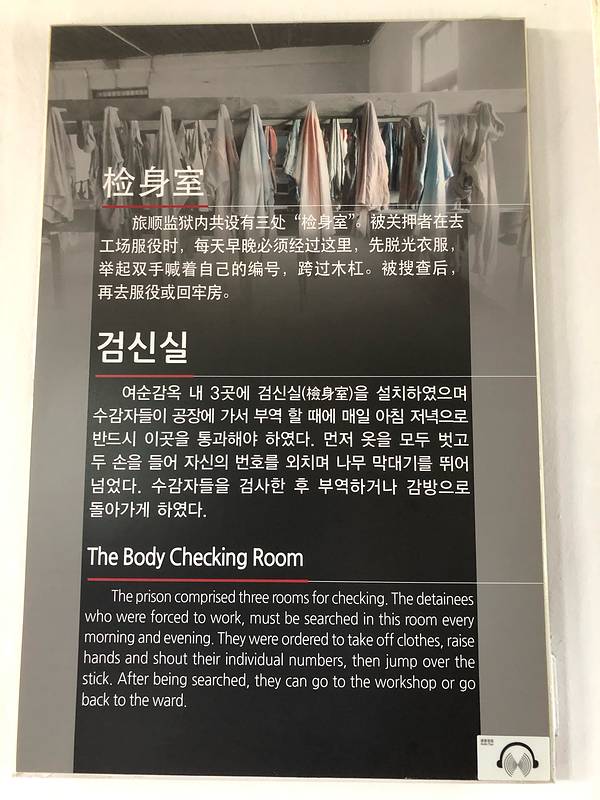 检身室
旅顺监狱内共设有三处“检身室”。被关押者在去
工场服役时，每天早晚必须经过这里，先脱光衣服，
举起双手喊着自己的编号，跨过木杠。被搜查后，
再去服役或回牢房。
검신실
여순감옥 내 3곳에 검신실(檢身室)을 설치하였으며
수감자들이 공장에 가서 부역 할 때에 매일 아침 저녁으로
반드시 이곳을 통과해야 하였다. 먼저 옷을 모두 벗고
두 손을 들어 자신의 번호를 외치며 나무 막대기를 뛰어
넘었다. 수감자들을 검사한 후 부역하거나 감방으로
돌아가게 하였다.
The Body Checking Room
The prison comprised three rooms for checking. The detainees
who were forced to work, must be searched in this room every
morning and evening. They were ordered to take off clothes, raise
hands and shout their individual numbers, then jump over the
stick. After being searched, they can go to the workshop or go
back to the ward.